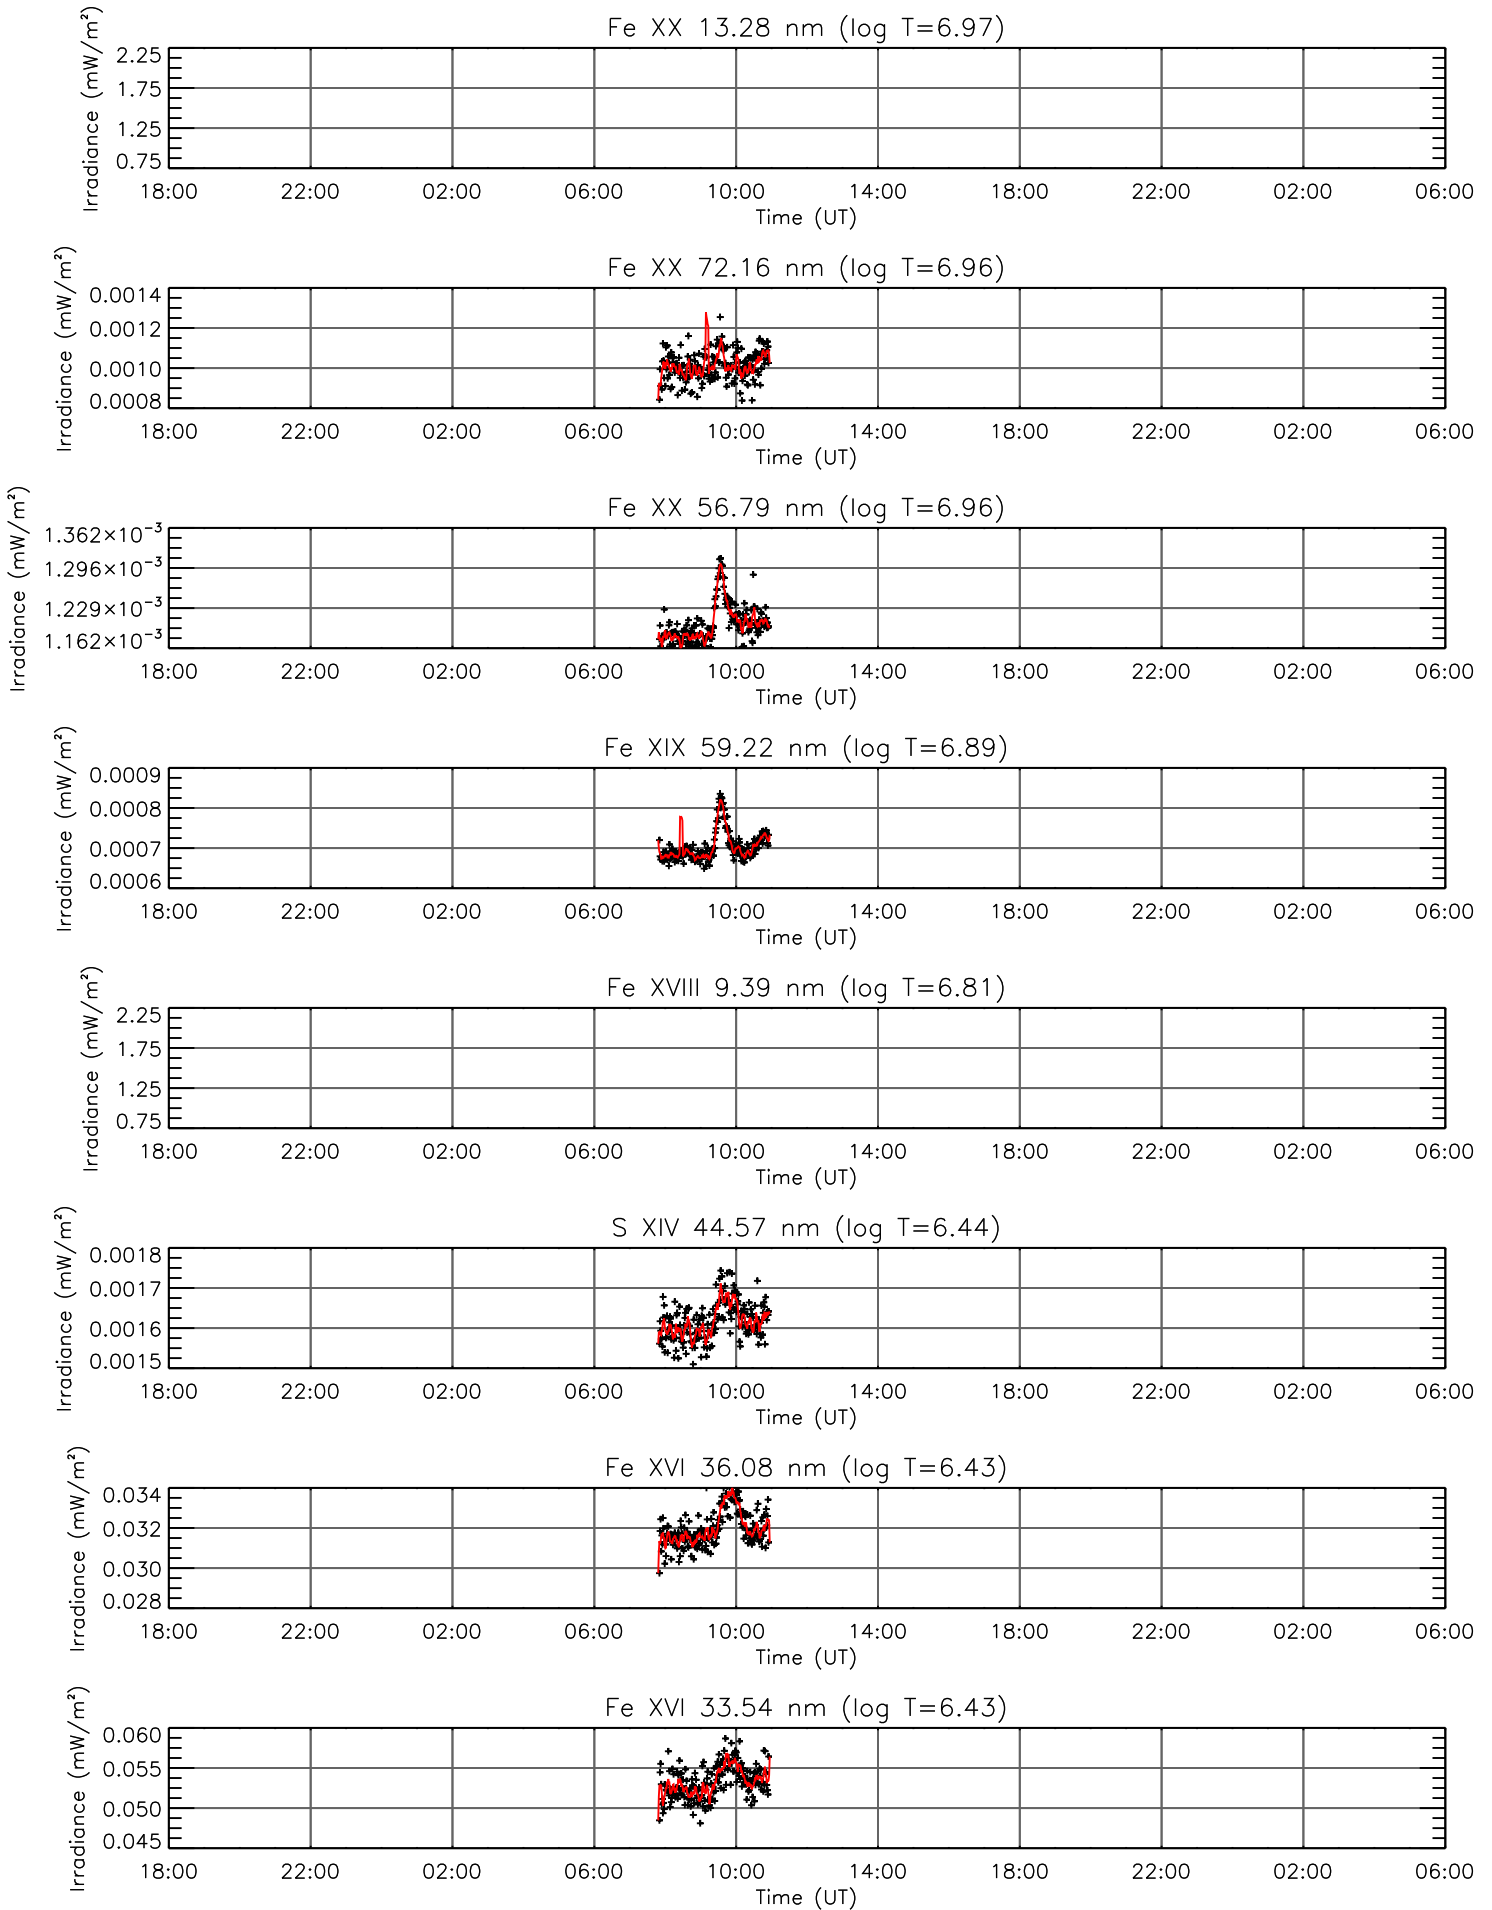 Fe XX 13.28 nm (log T=6.97)
Irradiance (mW/m²)
2.25
1.75
1.25
0.75
18:00 22:00 02:00 06:00 10:00 14:00 18:00 22:00 02:00 06:00
Time (UT)
Fe XX 72.16 nm (log T=6.96)
Irradiance (mW/m²)
0.0014
0.0012
0.0010
0.0008
18:00 22:00 02:00 06:00 10:00 14:00 18:00 22:00 02:00 06:00
Time (UT)
Fe XX 56.79 nm (log T=6.96)
Irradiance (mW/m²)
1.362×10⁻³
1.296×10⁻³
1.229×10⁻³
1.162×10⁻³
18:00 22:00 02:00 06:00 10:00 14:00 18:00 22:00 02:00 06:00
Time (UT)
Fe XIX 59.22 nm (log T=6.89)
Irradiance (mW/m²)
0.0009
0.0008
0.0007
0.0006
18:00 22:00 02:00 06:00 10:00 14:00 18:00 22:00 02:00 06:00
Time (UT)
Fe XVIII 9.39 nm (log T=6.81)
Irradiance (mW/m²)
2.25
1.75
1.25
0.75
18:00 22:00 02:00 06:00 10:00 14:00 18:00 22:00 02:00 06:00
Time (UT)
S XIV 44.57 nm (log T=6.44)
Irradiance (mW/m²)
0.0018
0.0017
0.0016
0.0015
18:00 22:00 02:00 06:00 10:00 14:00 18:00 22:00 02:00 06:00
Time (UT)
Fe XVI 36.08 nm (log T=6.43)
Irradiance (mW/m²)
0.034
0.032
0.030
0.028
18:00 22:00 02:00 06:00 10:00 14:00 18:00 22:00 02:00 06:00
Time (UT)
Fe XVI 33.54 nm (log T=6.43)
Irradiance (mW/m²)
0.060
0.055
0.050
0.045
18:00 22:00 02:00 06:00 10:00 14:00 18:00 22:00 02:00 06:00
Time (UT)